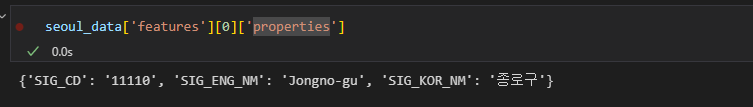 seoul_data['features'][0]['properties']
0.0s
{'SIG_CD': '11110', 'SIG_ENG_NM': 'Jongno-gu', 'SIG_KOR_NM': '종로구'}